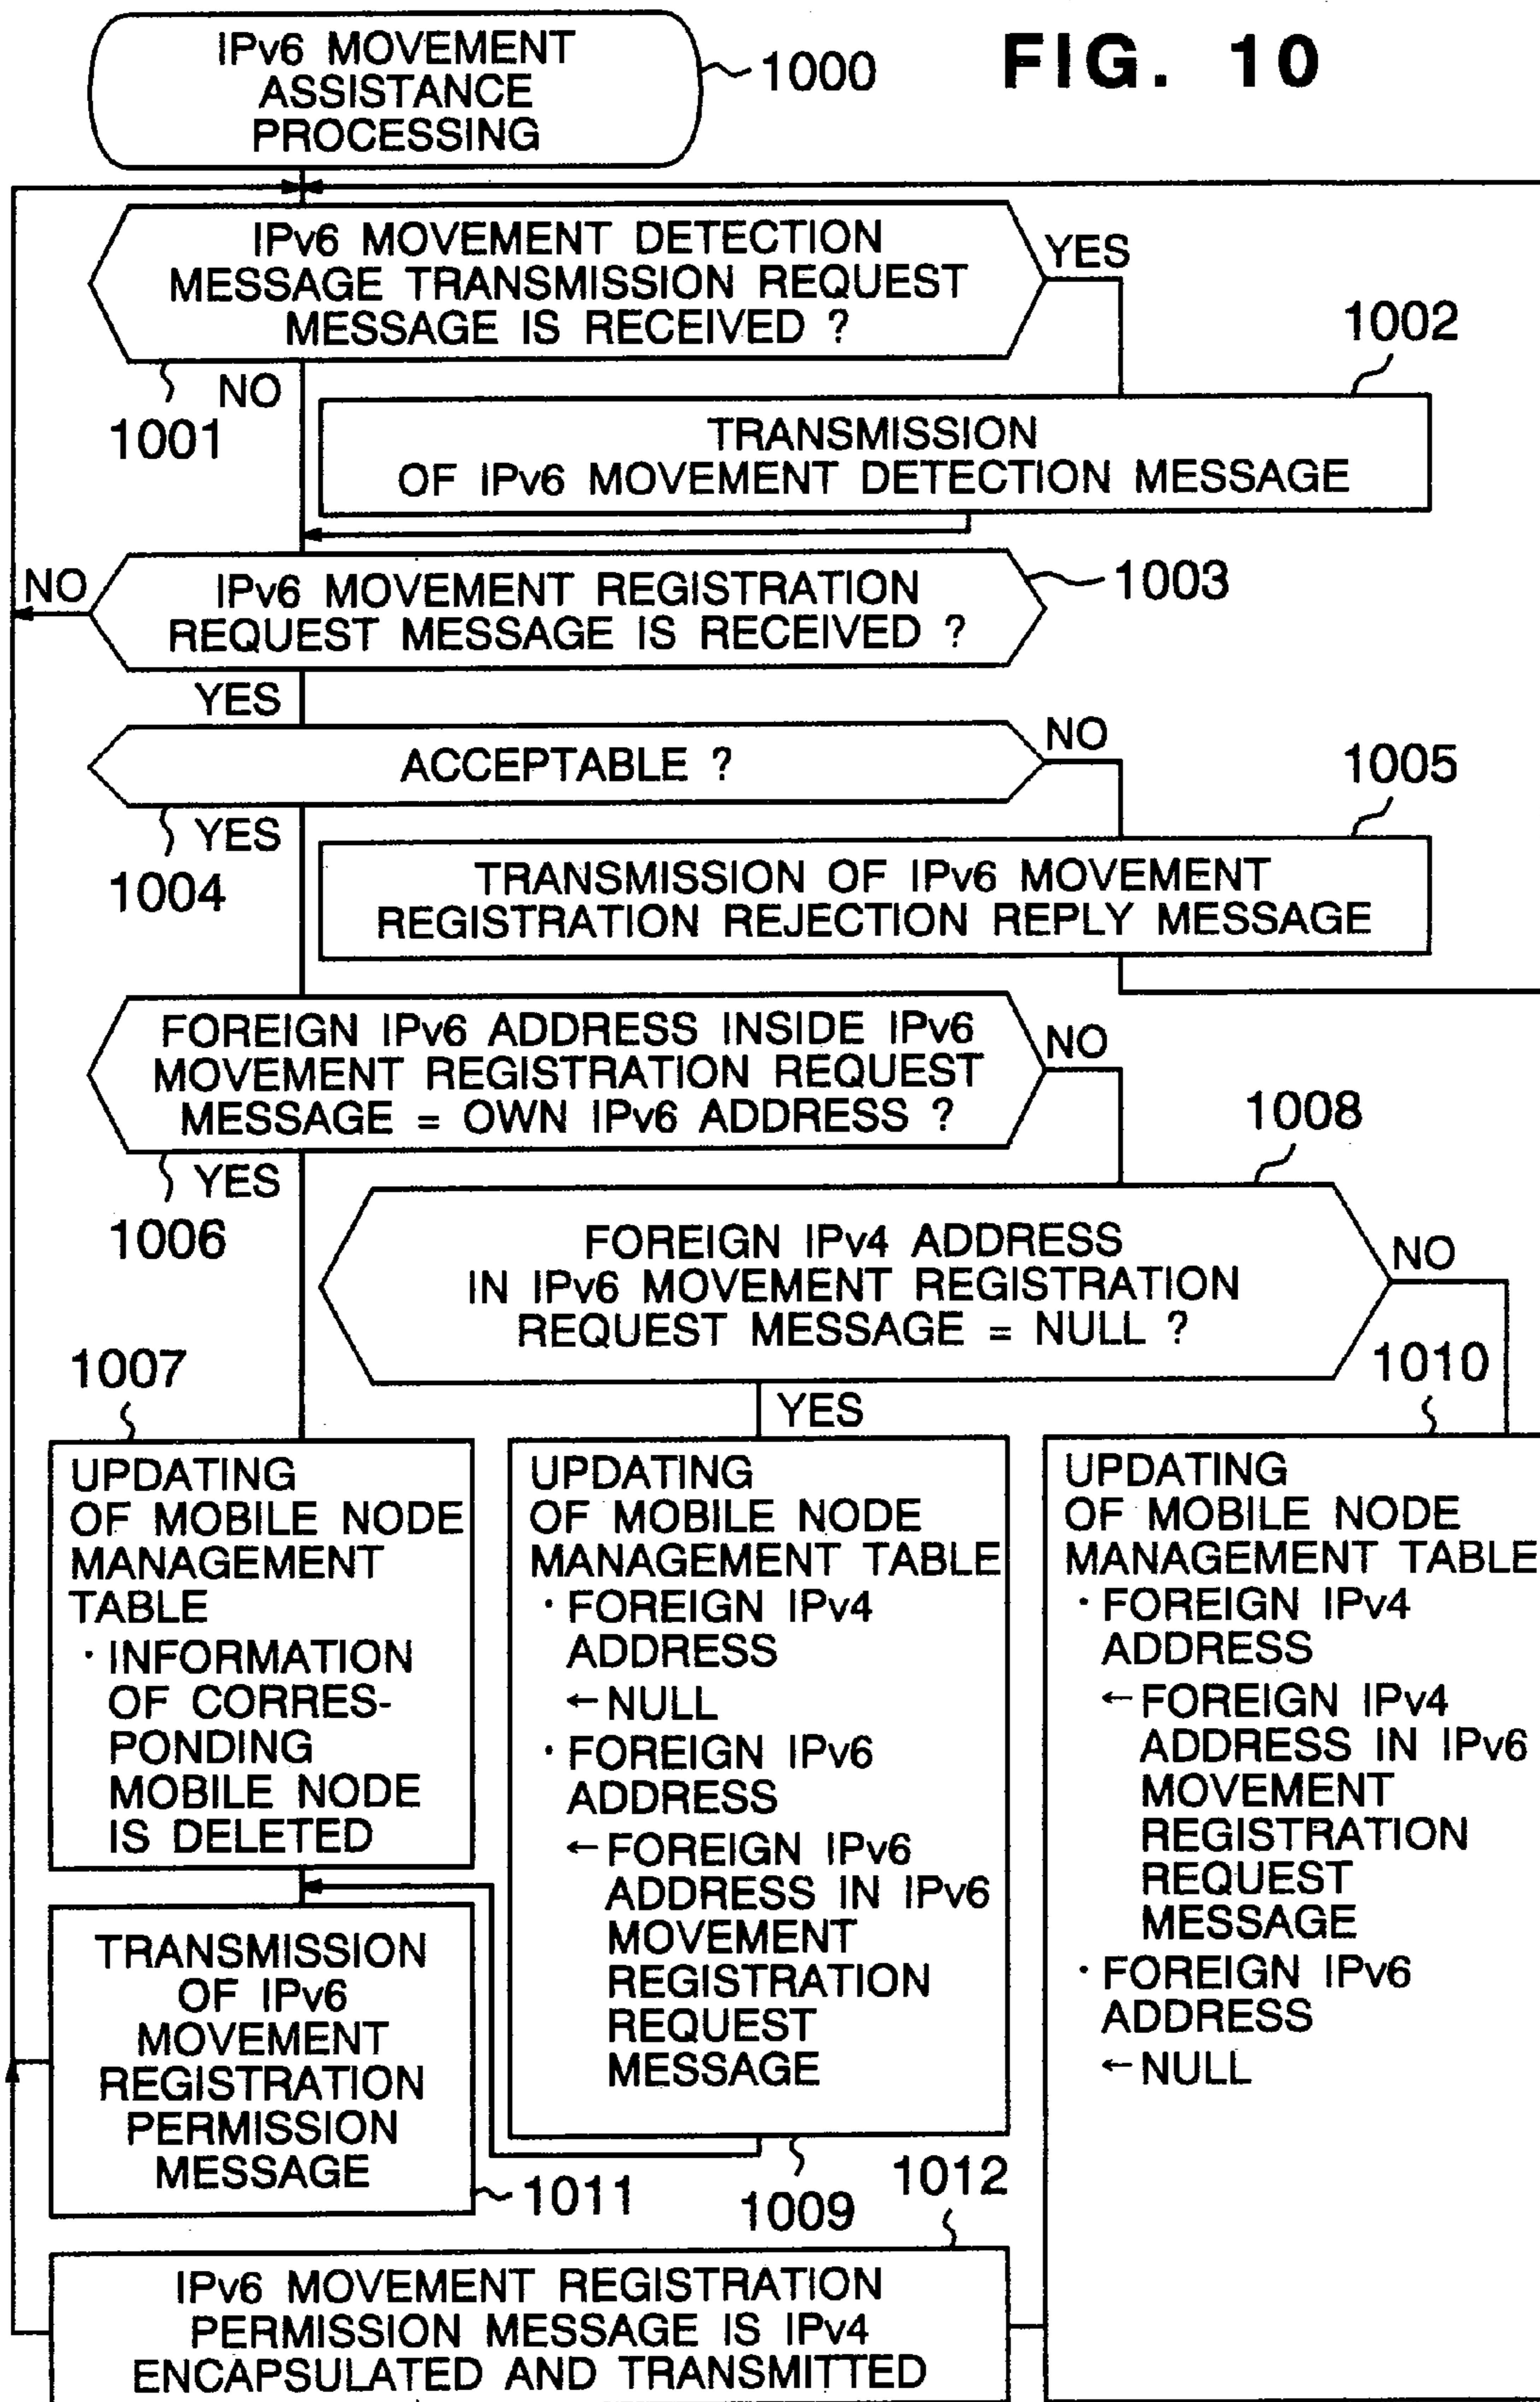 FIG. 10
IPv6 MOVEMENT
ASSISTANCE
PROCESSING
1000
IPv6 MOVEMENT DETECTION
MESSAGE TRANSMISSION REQUEST
MESSAGE IS RECEIVED ?
YES
NO
1001
1002
TRANSMISSION
OF IPv6 MOVEMENT DETECTION MESSAGE
NO
IPv6 MOVEMENT REGISTRATION
REQUEST MESSAGE IS RECEIVED ?
1003
YES
ACCEPTABLE ?
NO
YES
1004
1005
TRANSMISSION OF IPv6 MOVEMENT
REGISTRATION REJECTION REPLY MESSAGE
FOREIGN IPv6 ADDRESS INSIDE IPv6
MOVEMENT REGISTRATION REQUEST
MESSAGE = OWN IPv6 ADDRESS ?
NO
YES
1006
1008
FOREIGN IPv4 ADDRESS
IN IPv6 MOVEMENT REGISTRATION
REQUEST MESSAGE = NULL ?
NO
YES
1007
UPDATING
OF MOBILE NODE
MANAGEMENT
TABLE
· INFORMATION
OF CORRES-
PONDING
MOBILE NODE
IS DELETED
UPDATING
OF MOBILE NODE
MANAGEMENT TABLE
· FOREIGN IPv4
ADDRESS
← NULL
· FOREIGN IPv6
ADDRESS
← FOREIGN IPv6
ADDRESS IN IPv6
MOVEMENT
REGISTRATION
REQUEST
MESSAGE
1009
1010
UPDATING
OF MOBILE NODE
MANAGEMENT TABLE
· FOREIGN IPv4
ADDRESS
← FOREIGN IPv4
ADDRESS IN IPv6
MOVEMENT
REGISTRATION
REQUEST
MESSAGE
· FOREIGN IPv6
ADDRESS
← NULL
TRANSMISSION
OF IPv6
MOVEMENT
REGISTRATION
PERMISSION
MESSAGE
1011
1012
IPv6 MOVEMENT REGISTRATION
PERMISSION MESSAGE IS IPv4
ENCAPSULATED AND TRANSMITTED